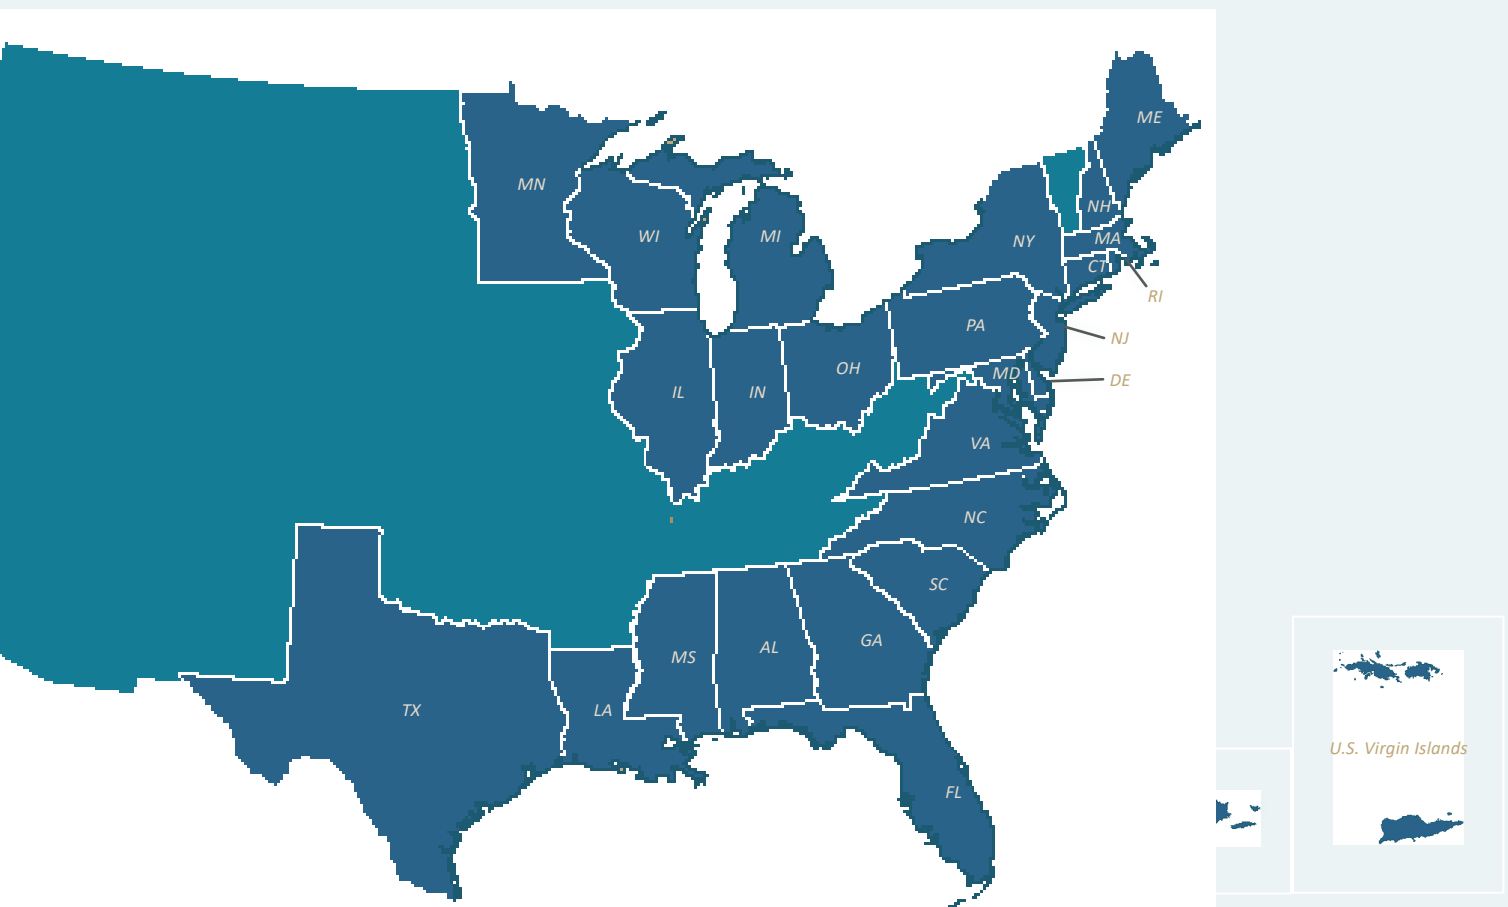 ME
MN
NH
WI
MI
NY
MA
CT
RI
PA
NJ
OH
MD
DE
IL
IN
VA
NC
SC
GA
AL
MS
TX
LA
U.S. Virgin Islands
FL